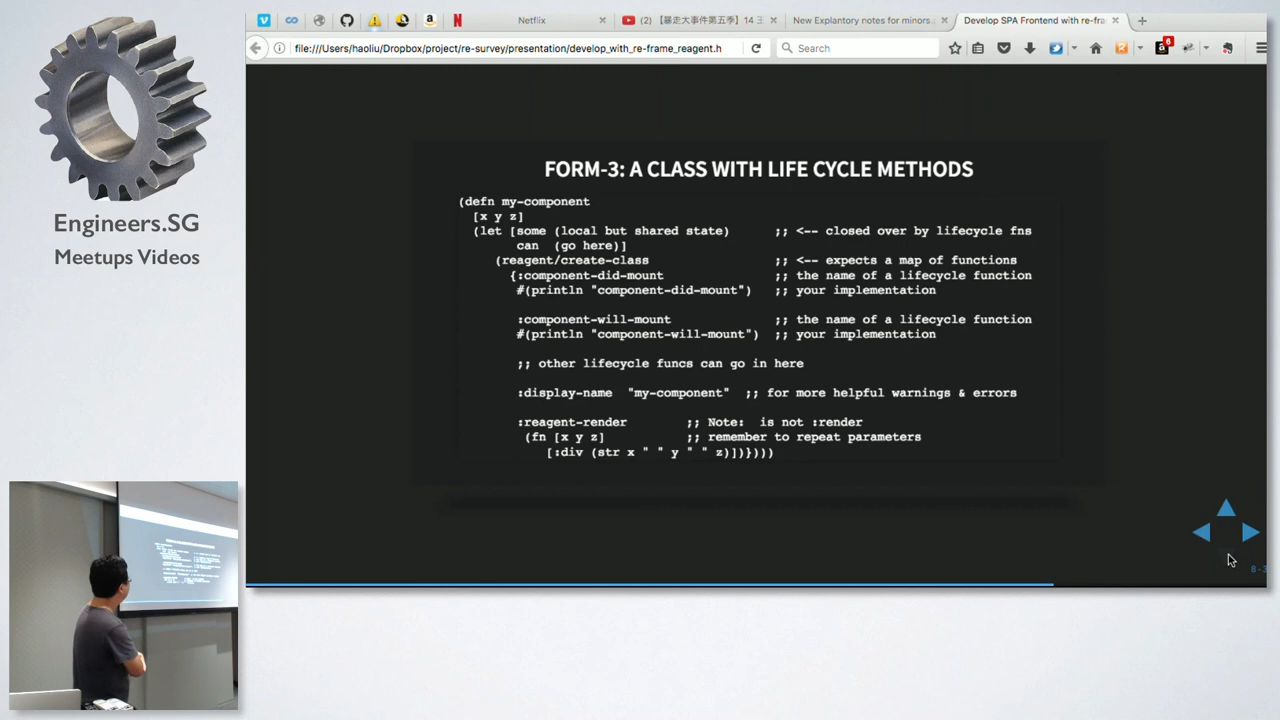 Netflix
(2) 【暴走大事件第五季】14 王
New Explantory notes for minors.
Develop SPA Frontend with re-fra
file:///Users/haoliu/Dropbox/project/re-survey/presentation/develop_with_re-frame_reagent.h
Search
6
Engineers.SG
Meetups Videos
FORM-3: A CLASS WITH LIFE CYCLE METHODS
(defn my-component
[x y z]
(let [some (local but shared state) ;; <-- closed over by lifecycle fns
can (go here)]
(reagent/create-class ;; <-- expects a map of functions
{:component-did-mount ;; the name of a lifecycle function
#(println "component-did-mount") ;; your implementation
:component-will-mount ;; the name of a lifecycle function
#(println "component-will-mount") ;; your implementation
;; other lifecycle funcs can go in here
:display-name "my-component" ;; for more helpful warnings & errors
:reagent-render ;; Note: is not :render
(fn [x y z] ;; remember to repeat parameters
[:div (str x " " y " " z)])})))
8-3